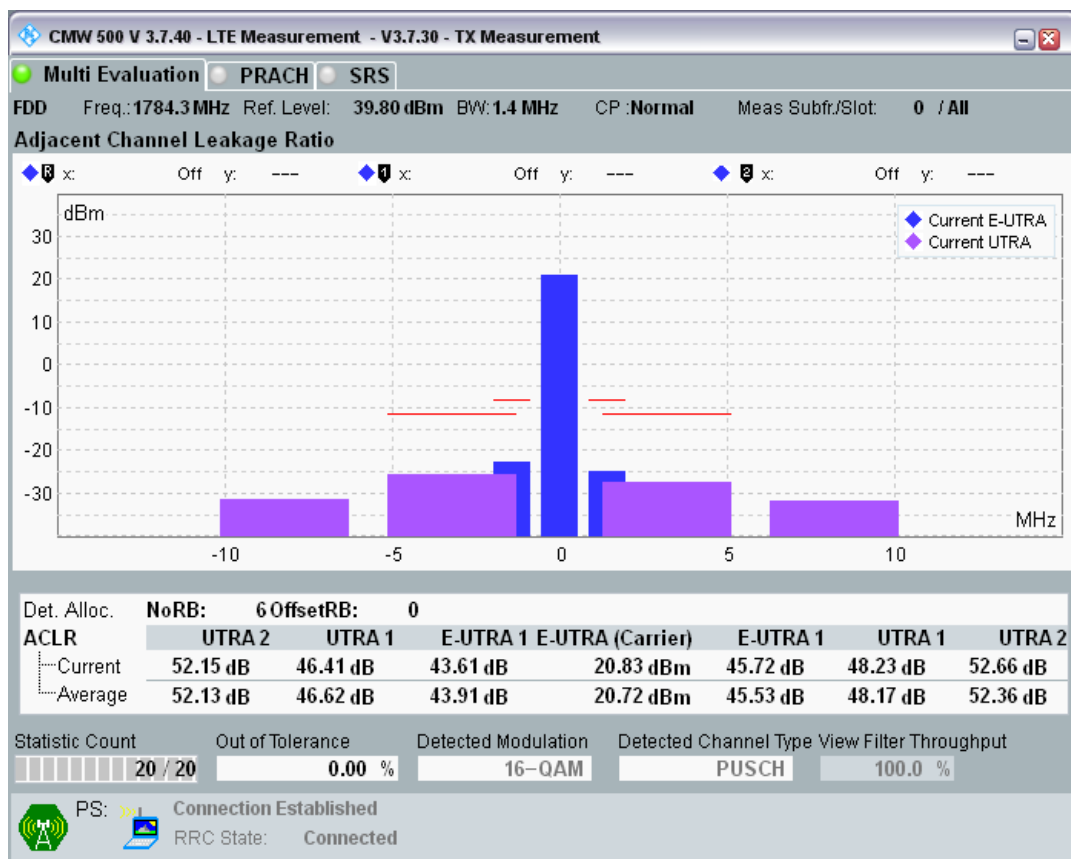 CMW 500 V 3.7.40 - LTE Measurement - V3.7.30 - TX Measurement
Multi Evaluation PRACH SRS
FDD Freq.: 1784.3 MHz Ref. Level: 39.80 dBm BW: 1.4 MHz CP : Normal Meas Subfr./Slot: 0 / All
Adjacent Channel Leakage Ratio
R x: Off y: --- 1 x: Off y: --- 2 x: Off y: ---
dBm
Current E-UTRA
Current UTRA
30
20
10
0
-10
-20
-30
MHz
-10 -5 0 5 10
Det. Alloc. NoRB: 6 OffsetRB: 0
ACLR UTRA 2 UTRA 1 E-UTRA 1 E-UTRA (Carrier) E-UTRA 1 UTRA 1 UTRA 2
Current 52.15 dB 46.41 dB 43.61 dB 20.83 dBm 45.72 dB 48.23 dB 52.66 dB
Average 52.13 dB 46.62 dB 43.91 dB 20.72 dBm 45.53 dB 48.17 dB 52.36 dB
Statistic Count Out of Tolerance Detected Modulation Detected Channel Type View Filter Throughput
20 / 20 0.00 % 16-QAM PUSCH 100.0 %
PS: Connection Established
RRC State: Connected